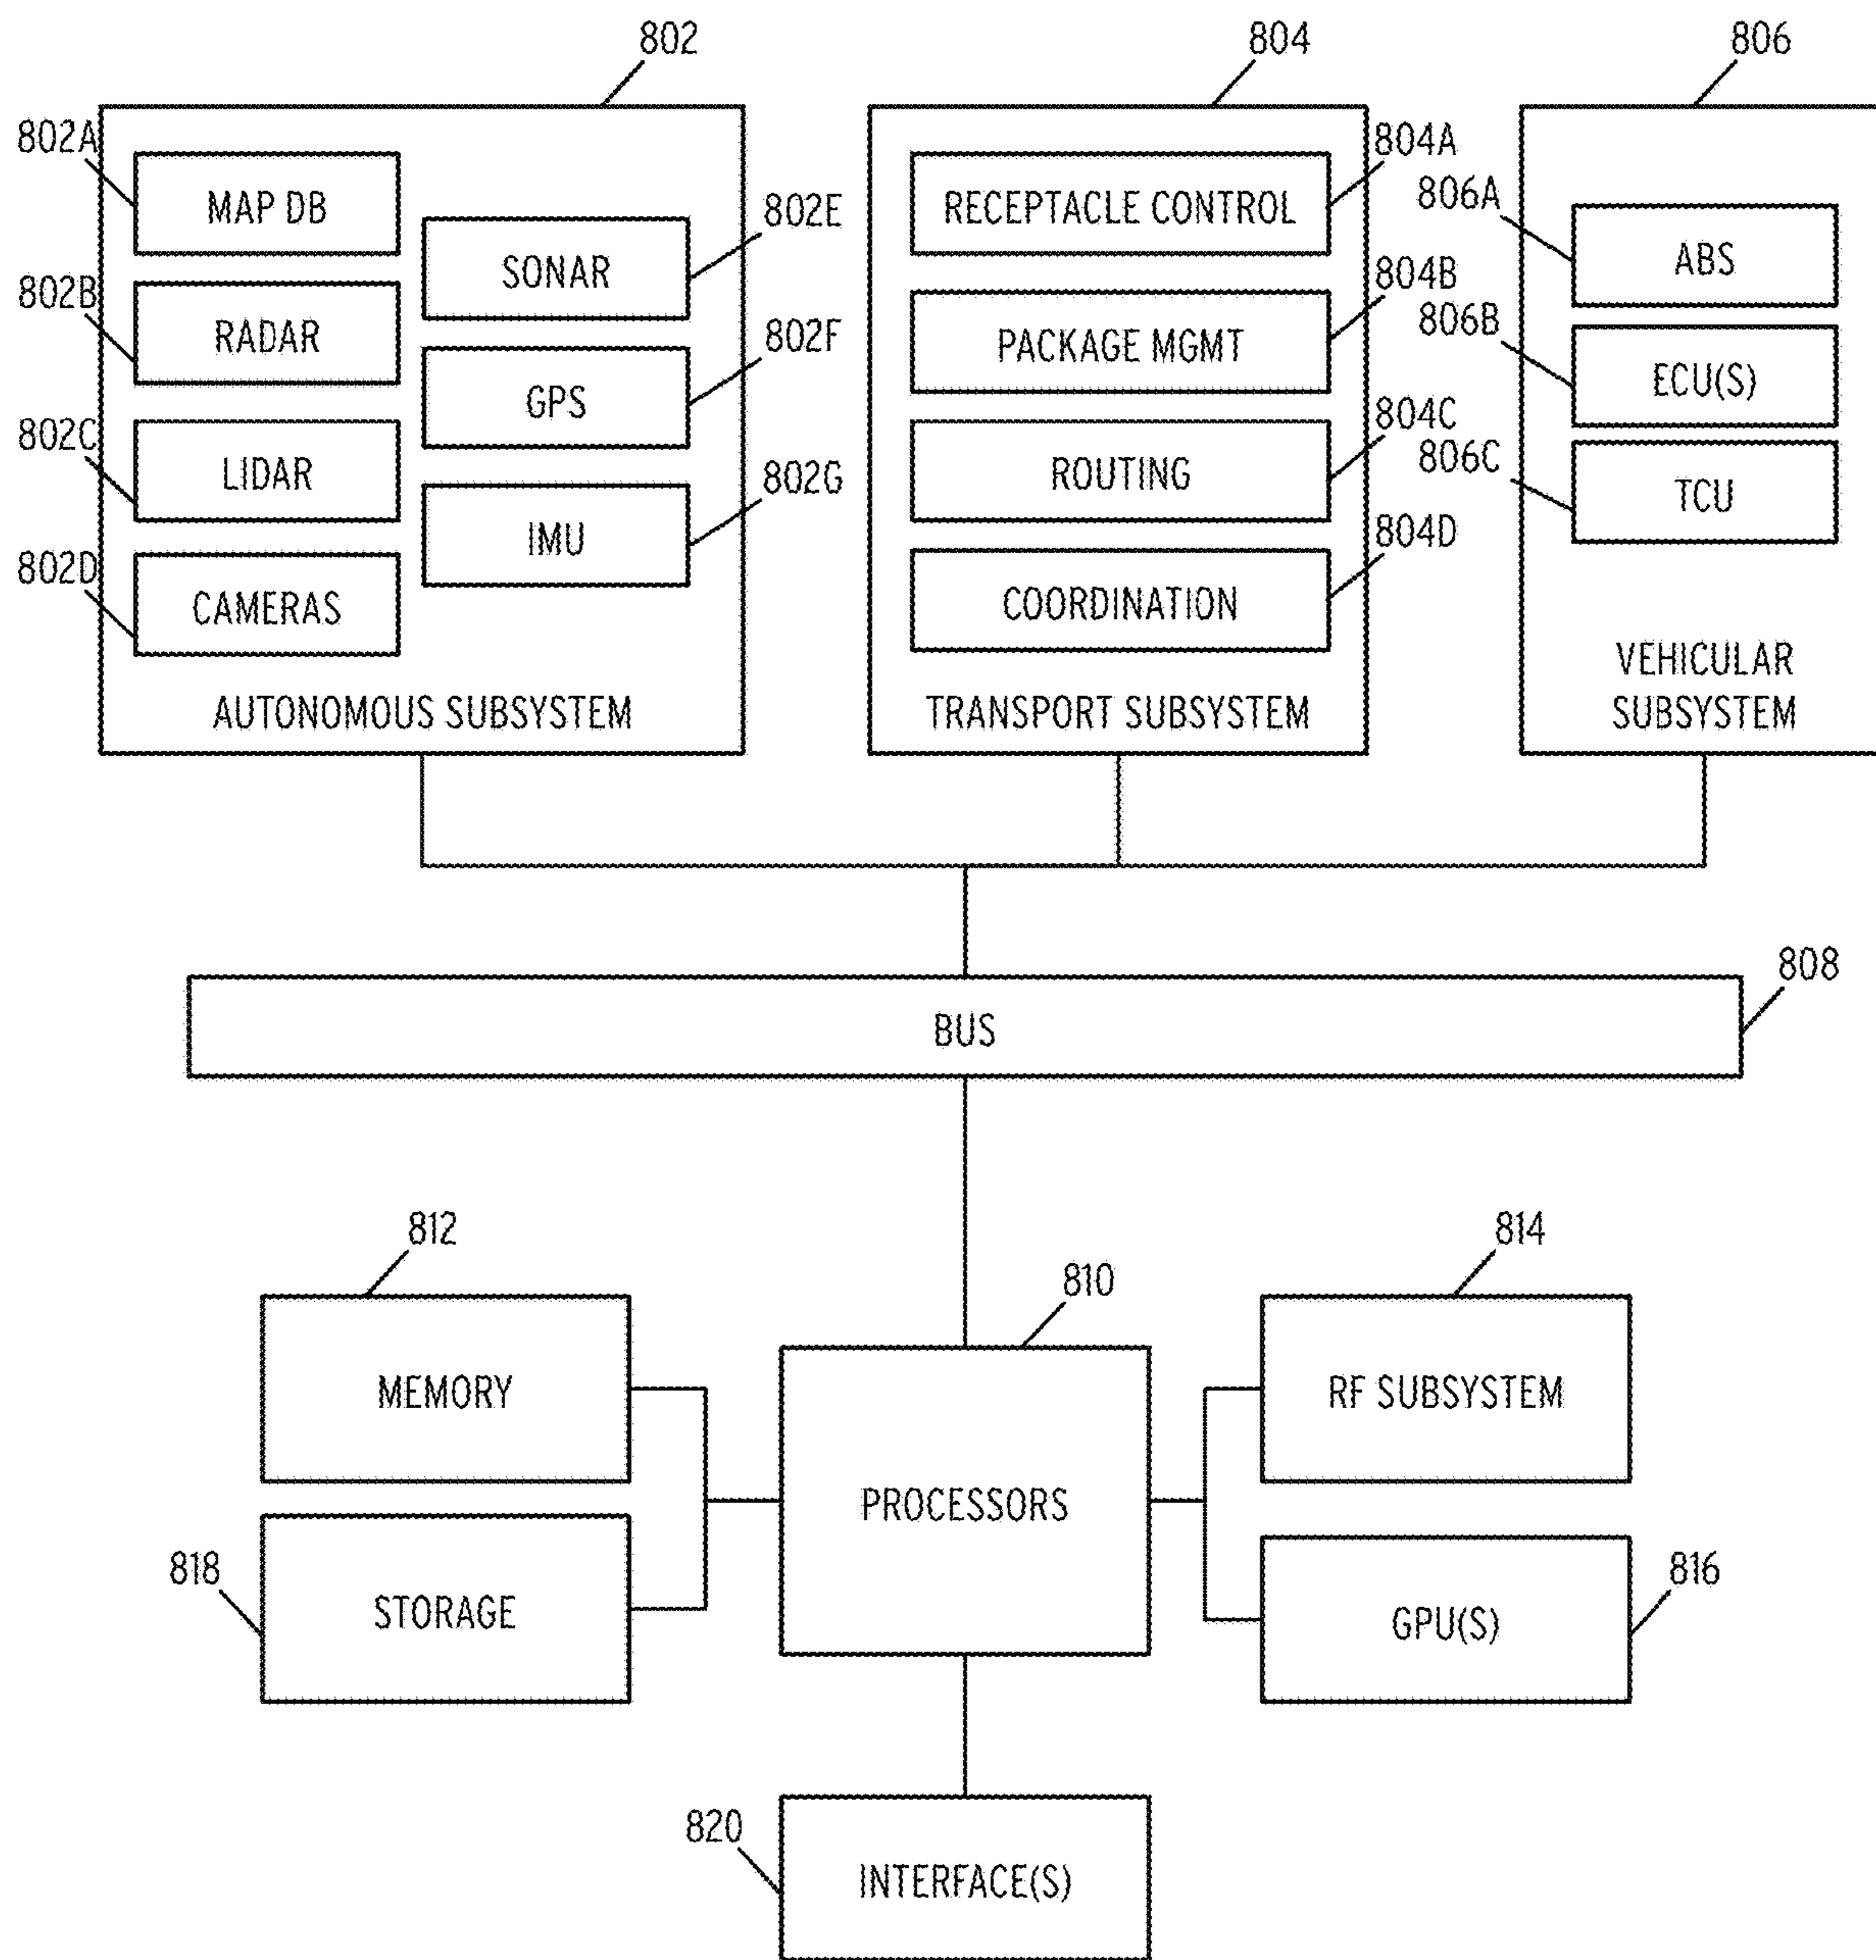 802
804
806
802A
MAP DB
802E
SONAR
802B
RADAR
802F
GPS
802C
LIDAR
802G
IMU
802D
CAMERAS
AUTONOMOUS SUBSYSTEM
804A
RECEPTACLE CONTROL
804B
PACKAGE MGMT
804C
ROUTING
804D
COORDINATION
TRANSPORT SUBSYSTEM
806A
ABS
806B
ECU(S)
806C
TCU
VEHICULAR
SUBSYSTEM
808
BUS
812
MEMORY
810
PROCESSORS
814
RF SUBSYSTEM
818
STORAGE
816
GPU(S)
820
INTERFACE(S)